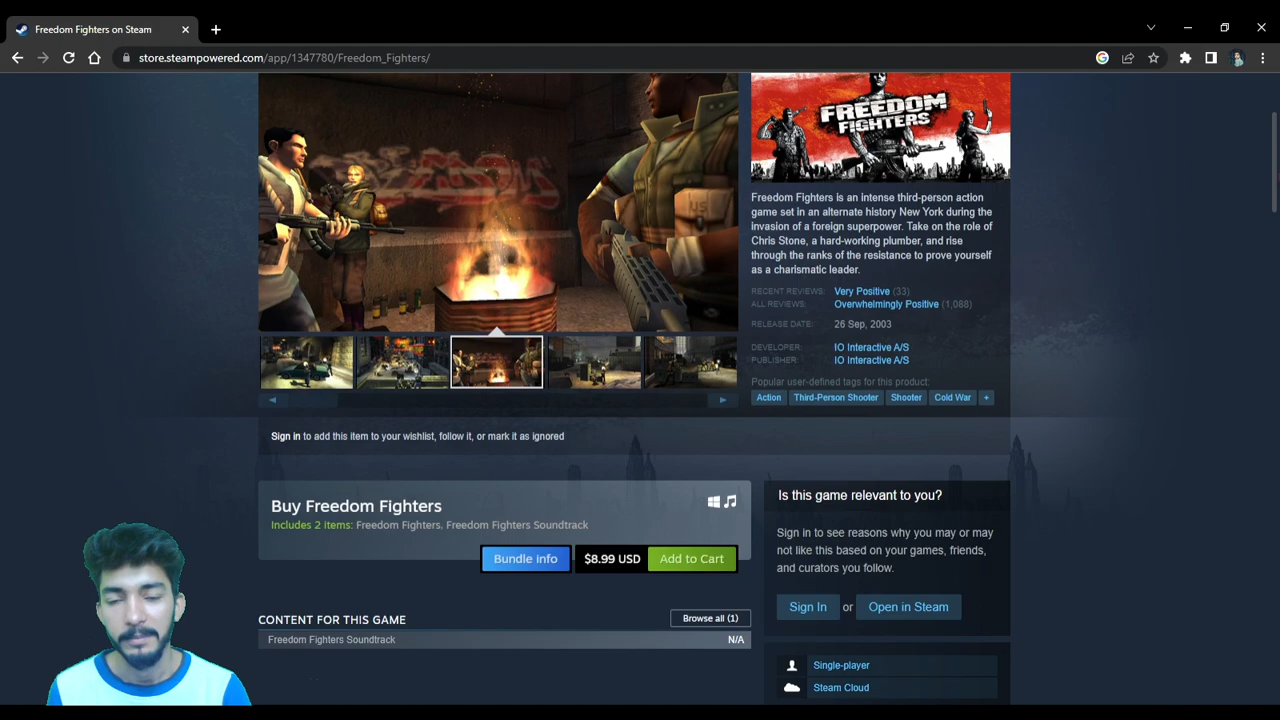 Freedom Fighters on Steam
store.steampowered.com/app/1347780/Freedom_Fighters/
FREEDOM
FREEDOM
FIGHTERS
US
Freedom Fighters is an intense third-person action
game set in an alternate history New York during the
invasion of a foreign superpower. Take on the role of
Chris Stone, a hard-working plumber, and rise
through the ranks of the resistance to prove yourself
as a charismatic leader.
RECENT REVIEWS: Very Positive (33)
ALL REVIEWS: Overwhelmingly Positive (1,088)
RELEASE DATE: 26 Sep, 2003
DEVELOPER: IO Interactive A/S
PUBLISHER: IO Interactive A/S
Popular user-defined tags for this product:
Action Third-Person Shooter Shooter Cold War +
Sign in to add this item to your wishlist, follow it, or mark it as ignored
Buy Freedom Fighters
Includes 2 items: Freedom Fighters, Freedom Fighters Soundtrack
Bundle info $8.99 USD Add to Cart
CONTENT FOR THIS GAME Browse all (1)
Freedom Fighters Soundtrack N/A
Is this game relevant to you?
Sign in to see reasons why you may or may
not like this based on your games, friends,
and curators you follow.
Sign In or Open in Steam
Single-player
Steam Cloud